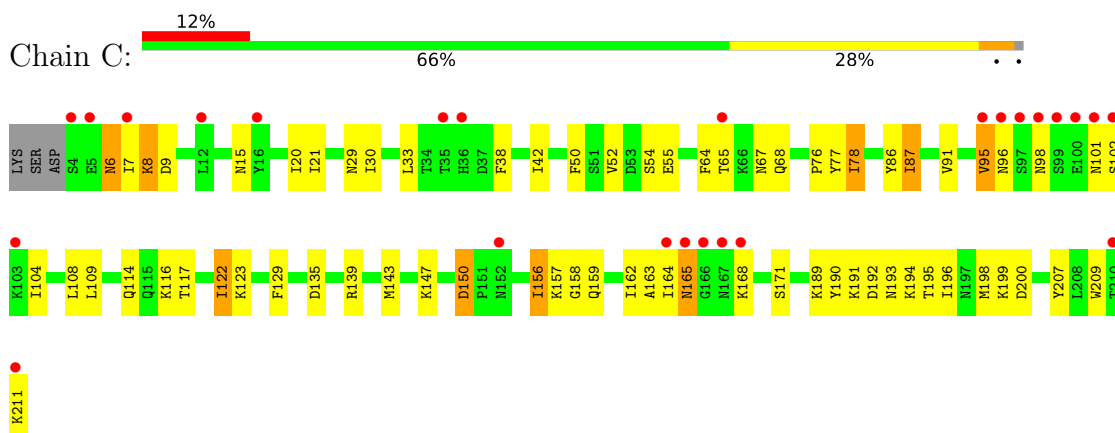 12%
Chain C:
66% 28% • •
LYS SER ASP S4 E5 N6 I7 K8 D9 L12 N15 Y16 I20 I21 N29 I30 L33 T34 T35 H36 D37 F38 I42 F50 S51 V52 D53 S54 E55 F64 T65 K66 N67 Q68 P76 Y77 I78 Y86 I87 V91 V95 N96 S97 N98 S99 E100 N101 S102
K103 I104 L108 L109 Q114 Q115 K116 T117 I122 K123 F129 D135 R139 M143 K147 D150 P151 N152 I156 K157 G158 Q159 I162 A163 I164 N165 G166 N167 K168 S171 K189 Y190 K191 D192 N193 K194 T195 I196 N197 M198 K199 D200 Y207 L208 W209 T210
K211